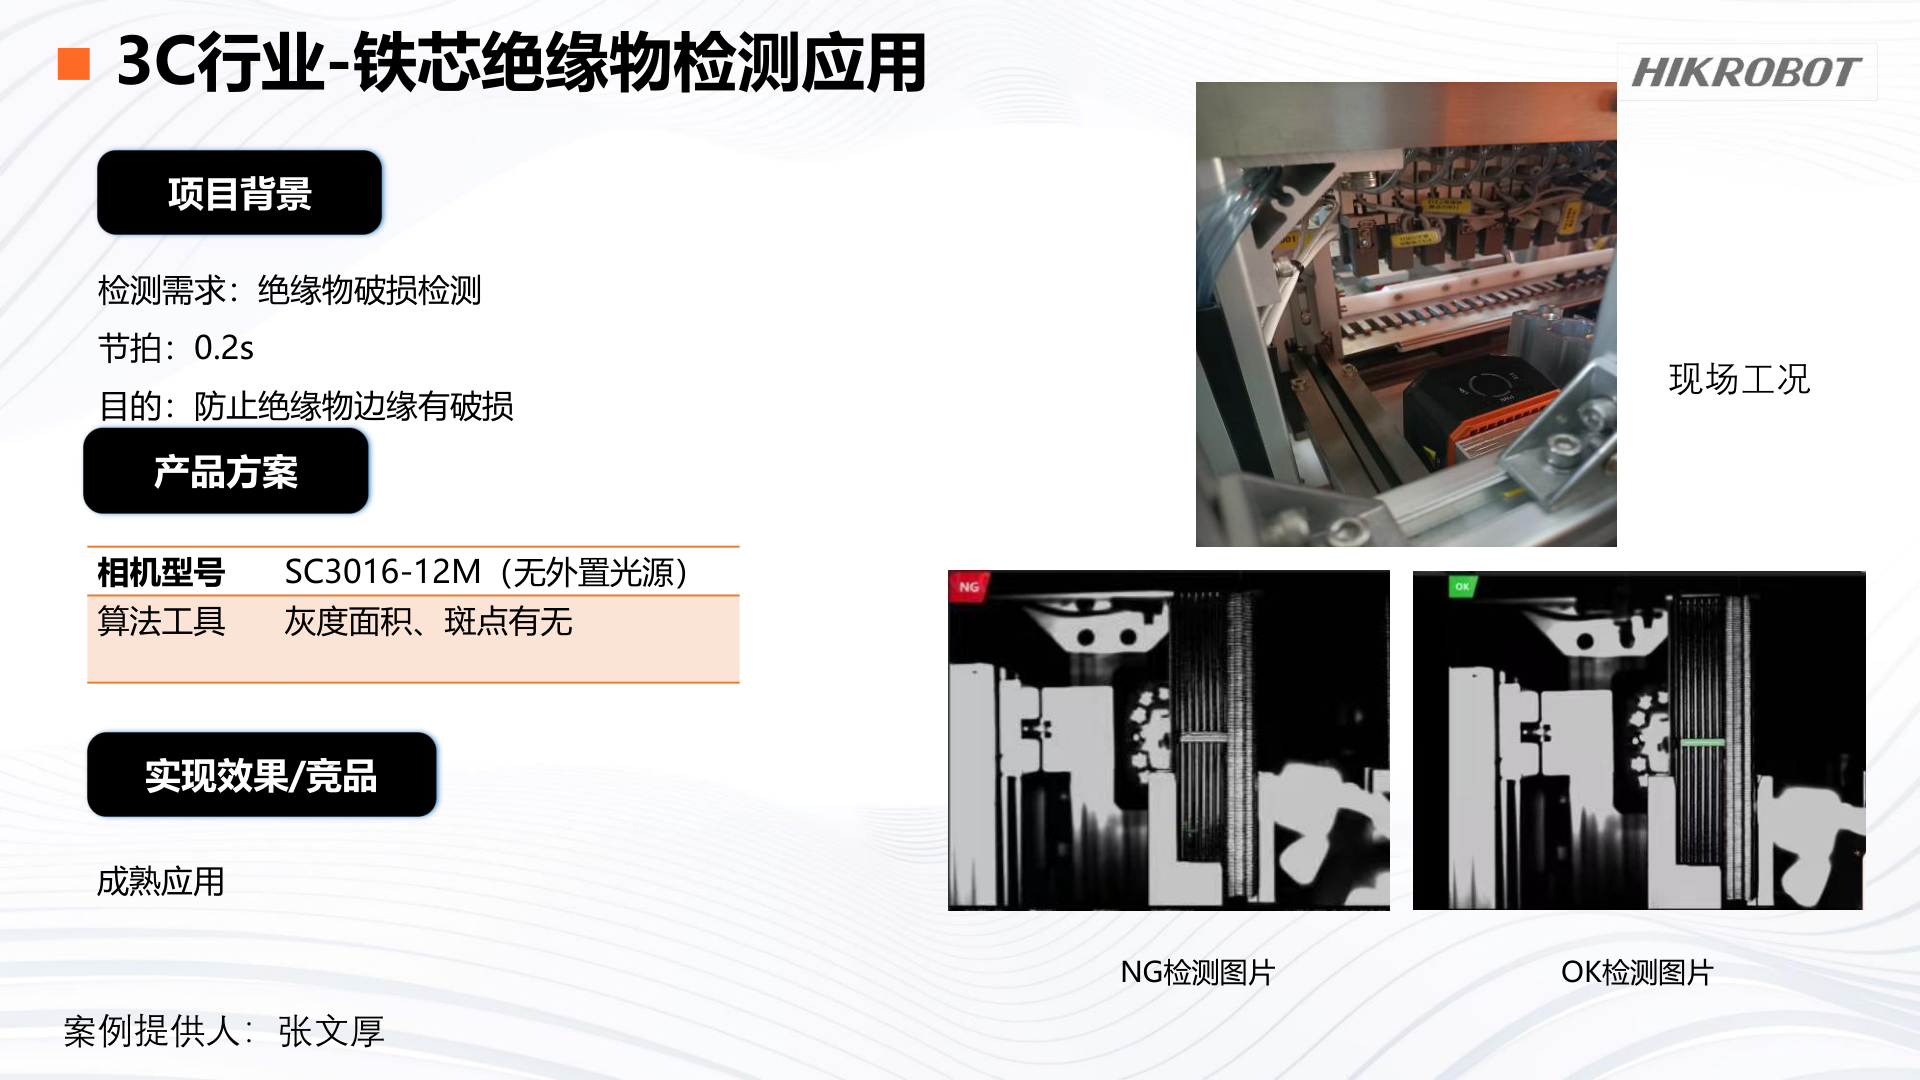 3C行业-铁芯绝缘物检测应用
HIKROBOT
项目背景
检测需求：绝缘物破损检测
节拍：0.2s
目的：防止绝缘物边缘有破损
产品方案
相机型号 SC3016-12M（无外置光源）
算法工具 灰度面积、斑点有无
实现效果/竞品
成熟应用
案例提供人：张文厚
现场工况
NG
OK
NG检测图片
OK检测图片